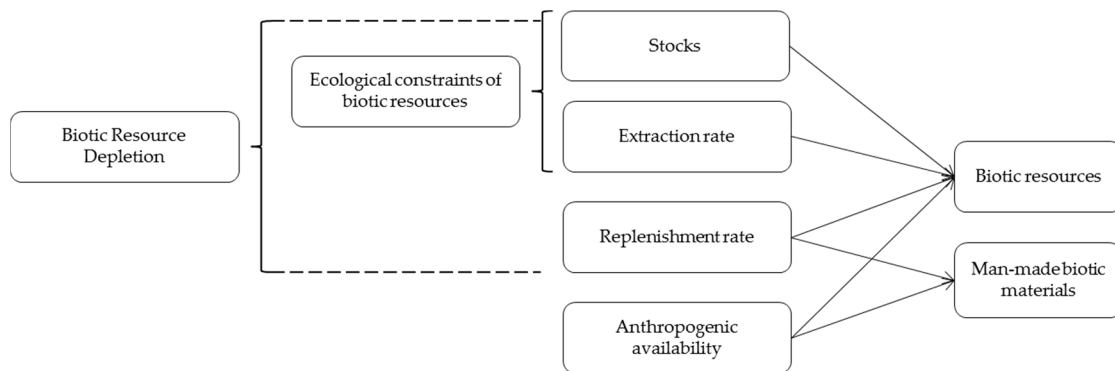 Biotic Resource
Depletion
Ecological constraints of
biotic resources
Stocks
Extraction rate
Replenishment rate
Anthropogenic
availability
Biotic resources
Man-made biotic
materials